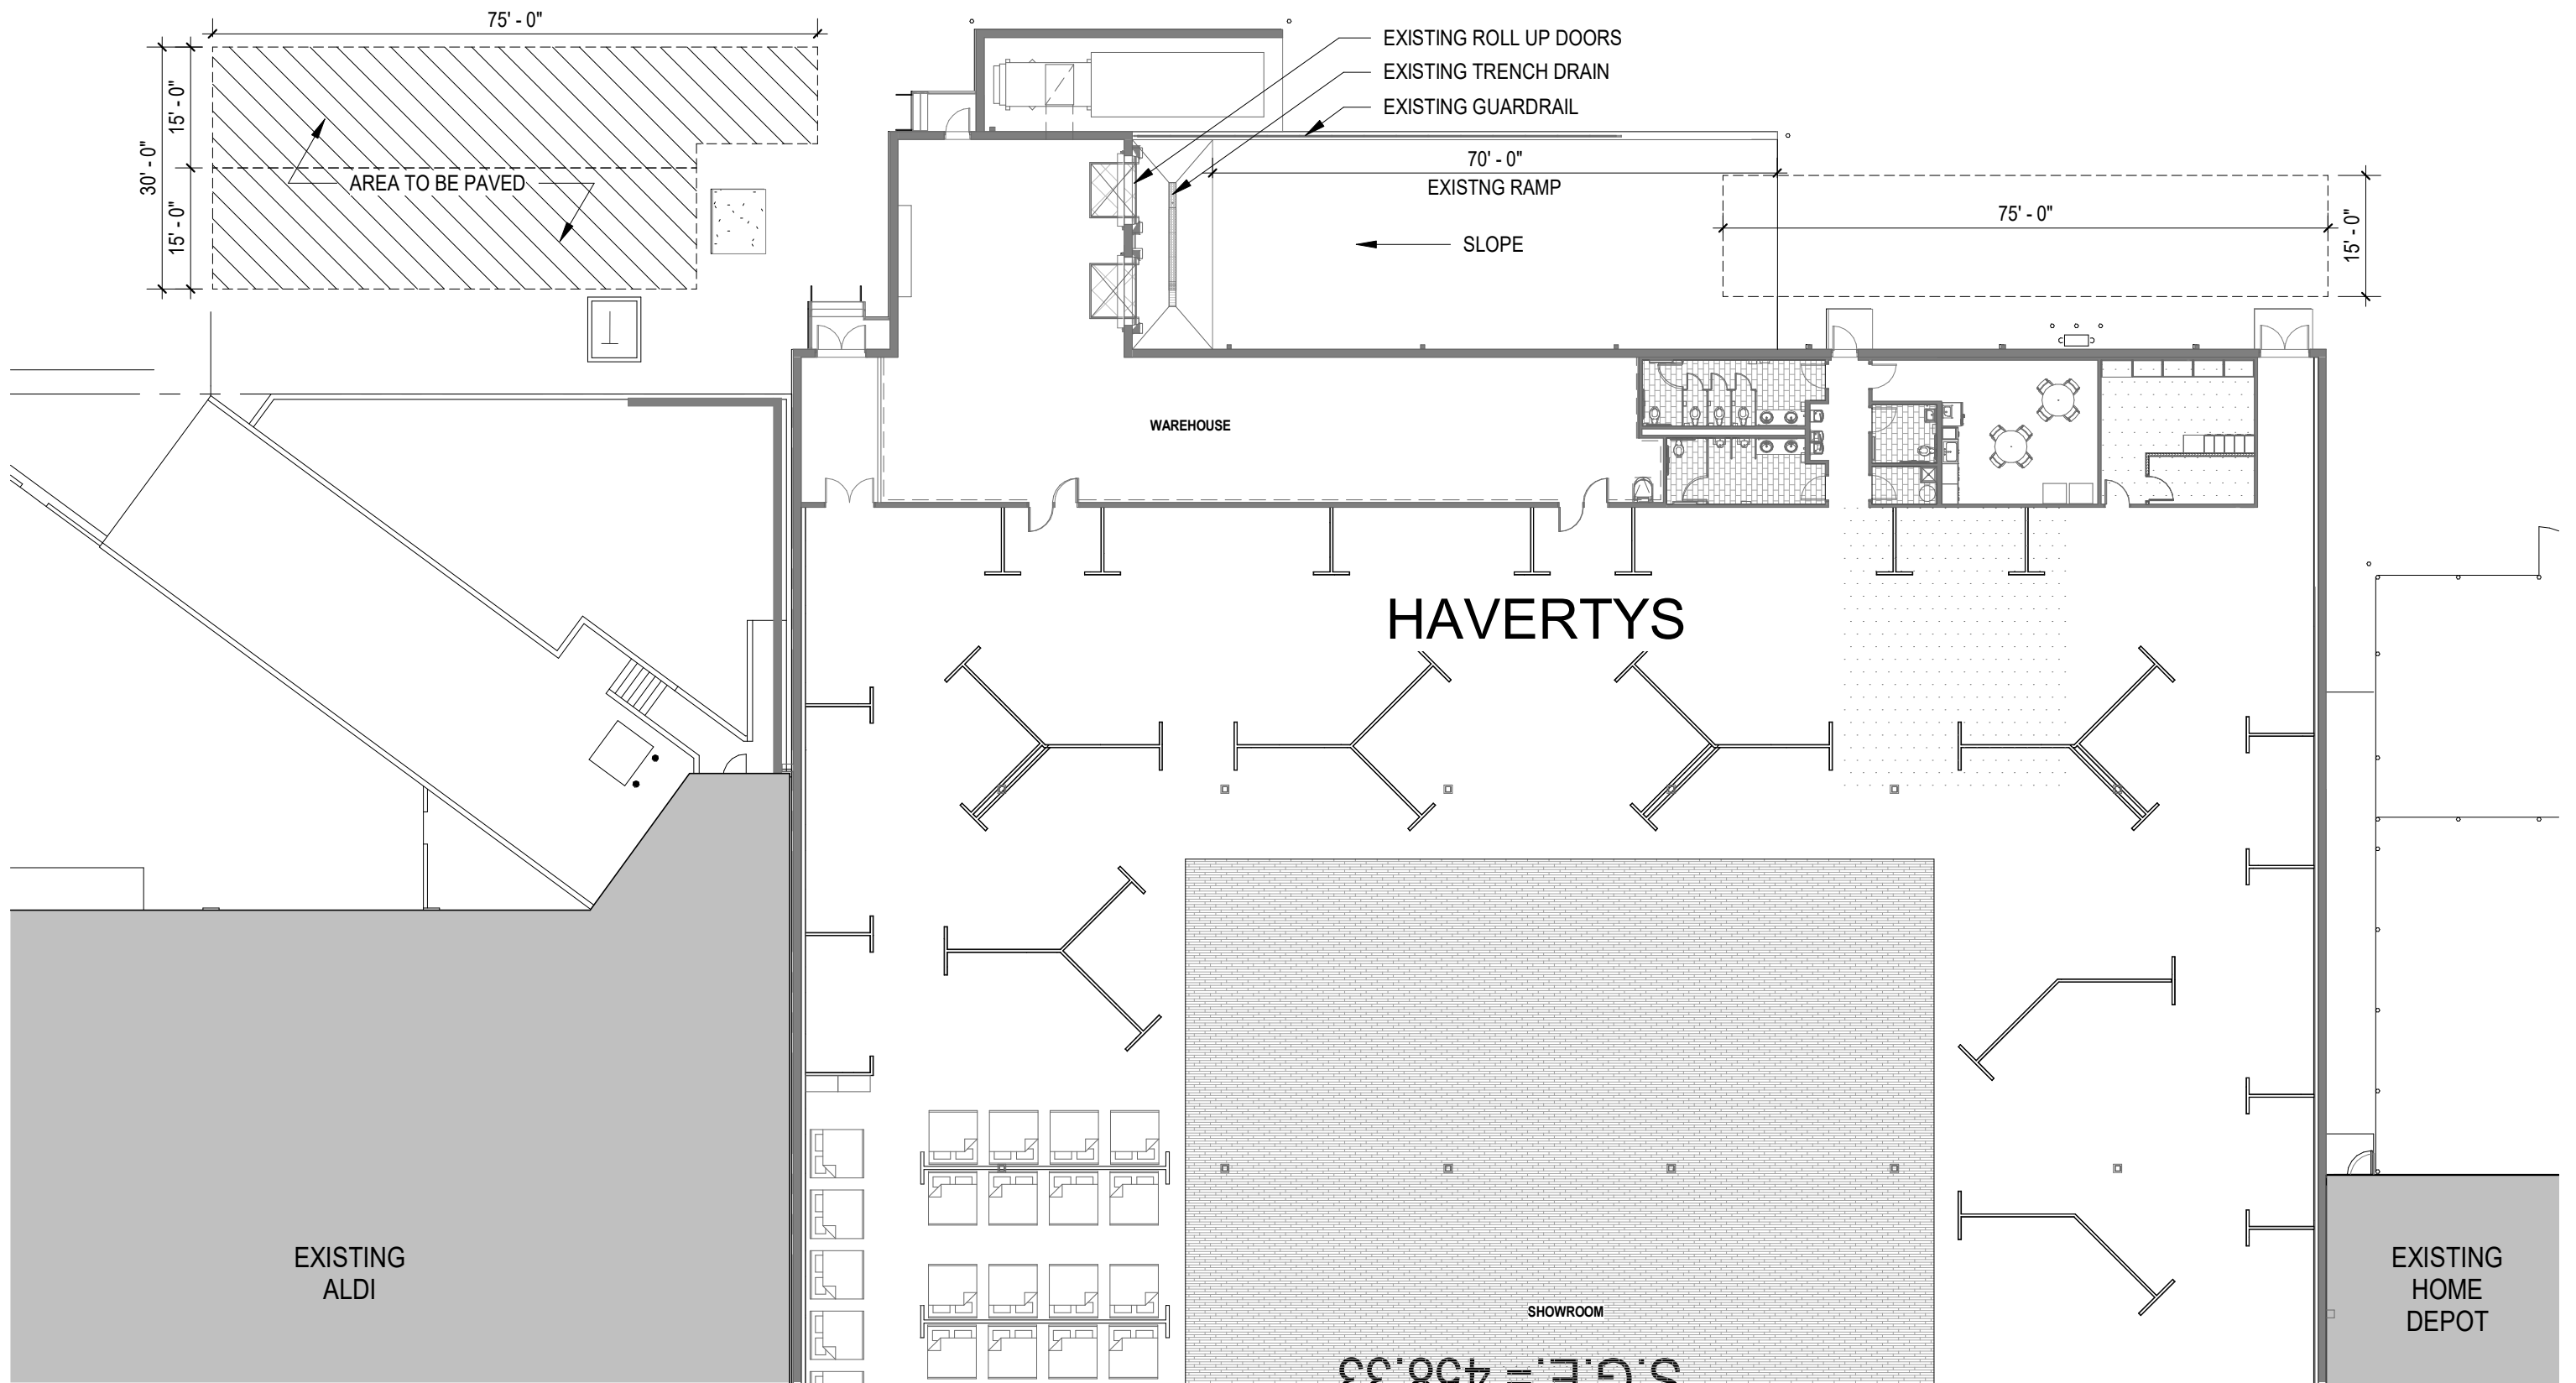 75' - 0"
EXISTING ROLL UP DOORS
EXISTING TRENCH DRAIN
EXISTING GUARDRAIL
15' - 0"
30' - 0"
15' - 0"
AREA TO BE PAVED
70' - 0"
EXISTNG RAMP
SLOPE
75' - 0"
15' - 0"
WAREHOUSE
HAVERTYS
EXISTING
ALDI
EXISTING
HOME
DEPOT
SHOWROOM
S.G.E. = 458.33